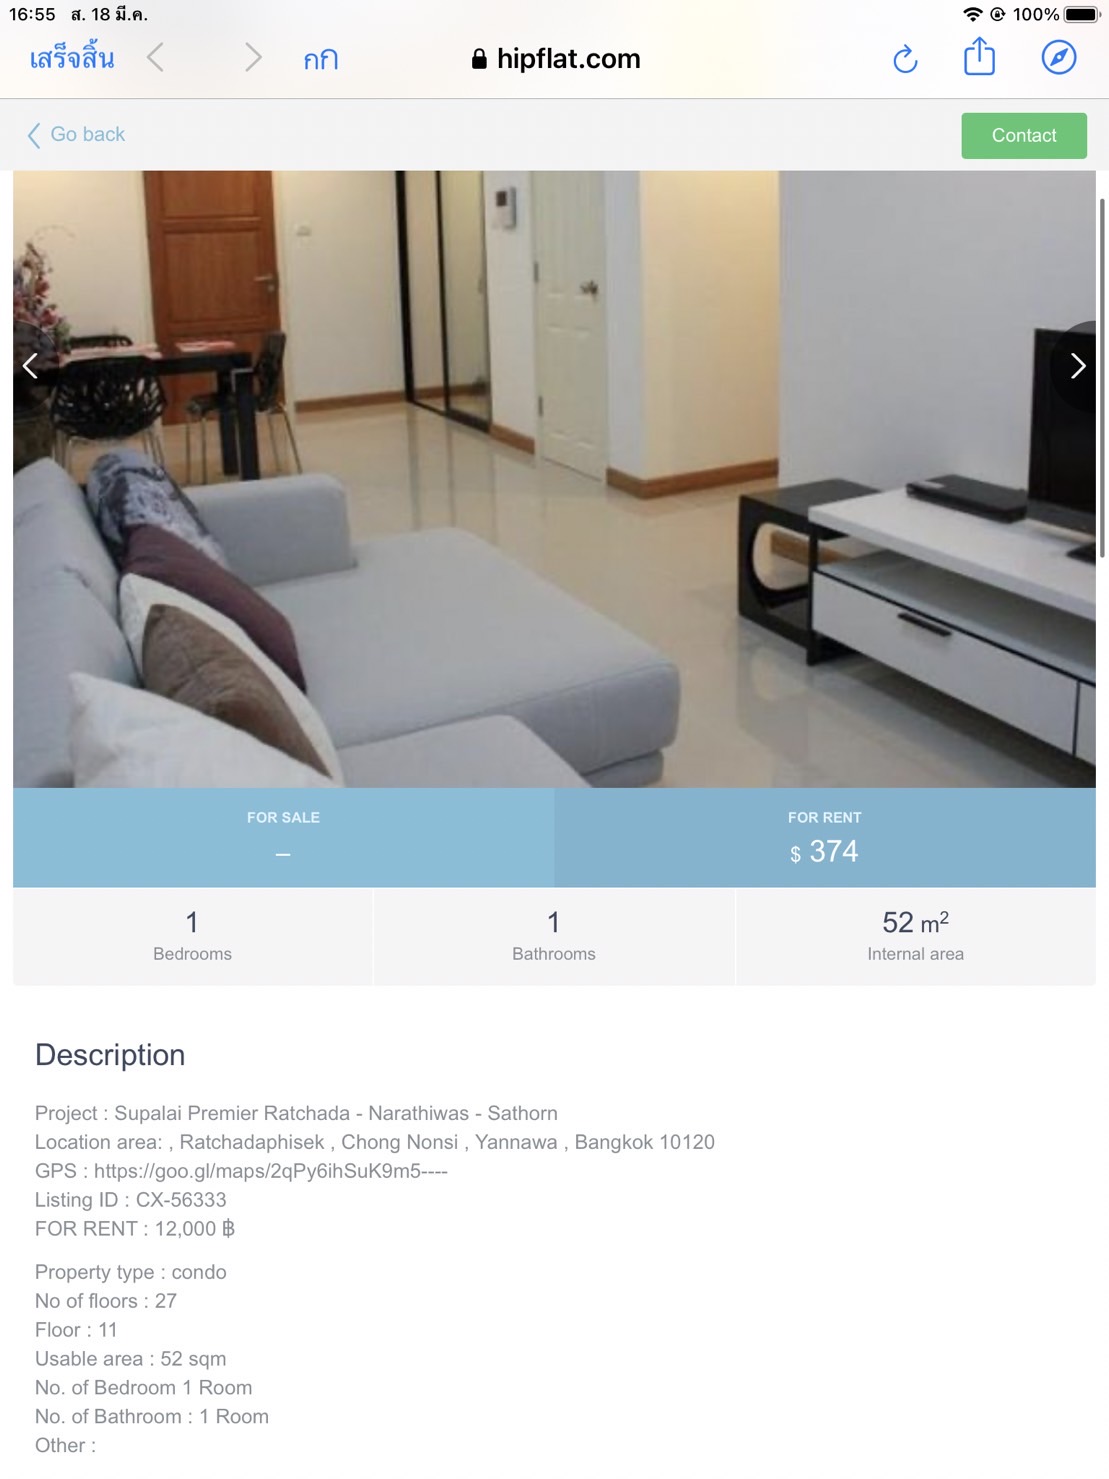 16:55 ส. 18 มี.ค. 100%
เสร็จสิ้น กก hipflat.com
Go back Contact
FOR SALE FOR RENT
– $ 374
1 1 52 m²
Bedrooms Bathrooms Internal area
Description
Project : Supalai Premier Ratchada - Narathiwas - Sathorn
Location area: , Ratchadaphisek , Chong Nonsi , Yannawa , Bangkok 10120
GPS : https://goo.gl/maps/2qPy6ihSuK9m5----
Listing ID : CX-56333
FOR RENT : 12,000 ฿
Property type : condo
No of floors : 27
Floor : 11
Usable area : 52 sqm
No. of Bedroom 1 Room
No. of Bathroom : 1 Room
Other :